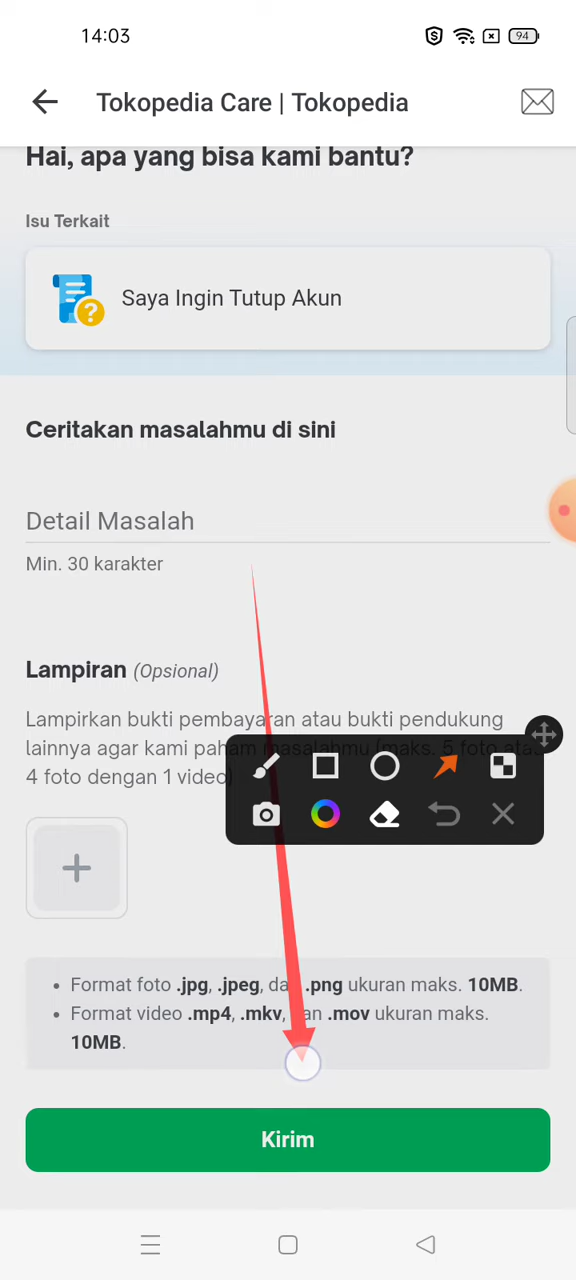 14:03
94
Tokopedia Care | Tokopedia
Hai, apa yang bisa kami bantu?
Isu Terkait
Saya Ingin Tutup Akun
Ceritakan masalahmu di sini
Detail Masalah
Min. 30 karakter
Lampiran (Opsional)
Lampirkan bukti pembayaran atau bukti pendukung
lainnya agar kami paham masalahmu (maks. 5 foto atau
4 foto dengan 1 video)
Format foto .jpg, .jpeg, dan .png ukuran maks. 10MB.
Format video .mp4, .mkv, dan .mov ukuran maks.
10MB.
Kirim